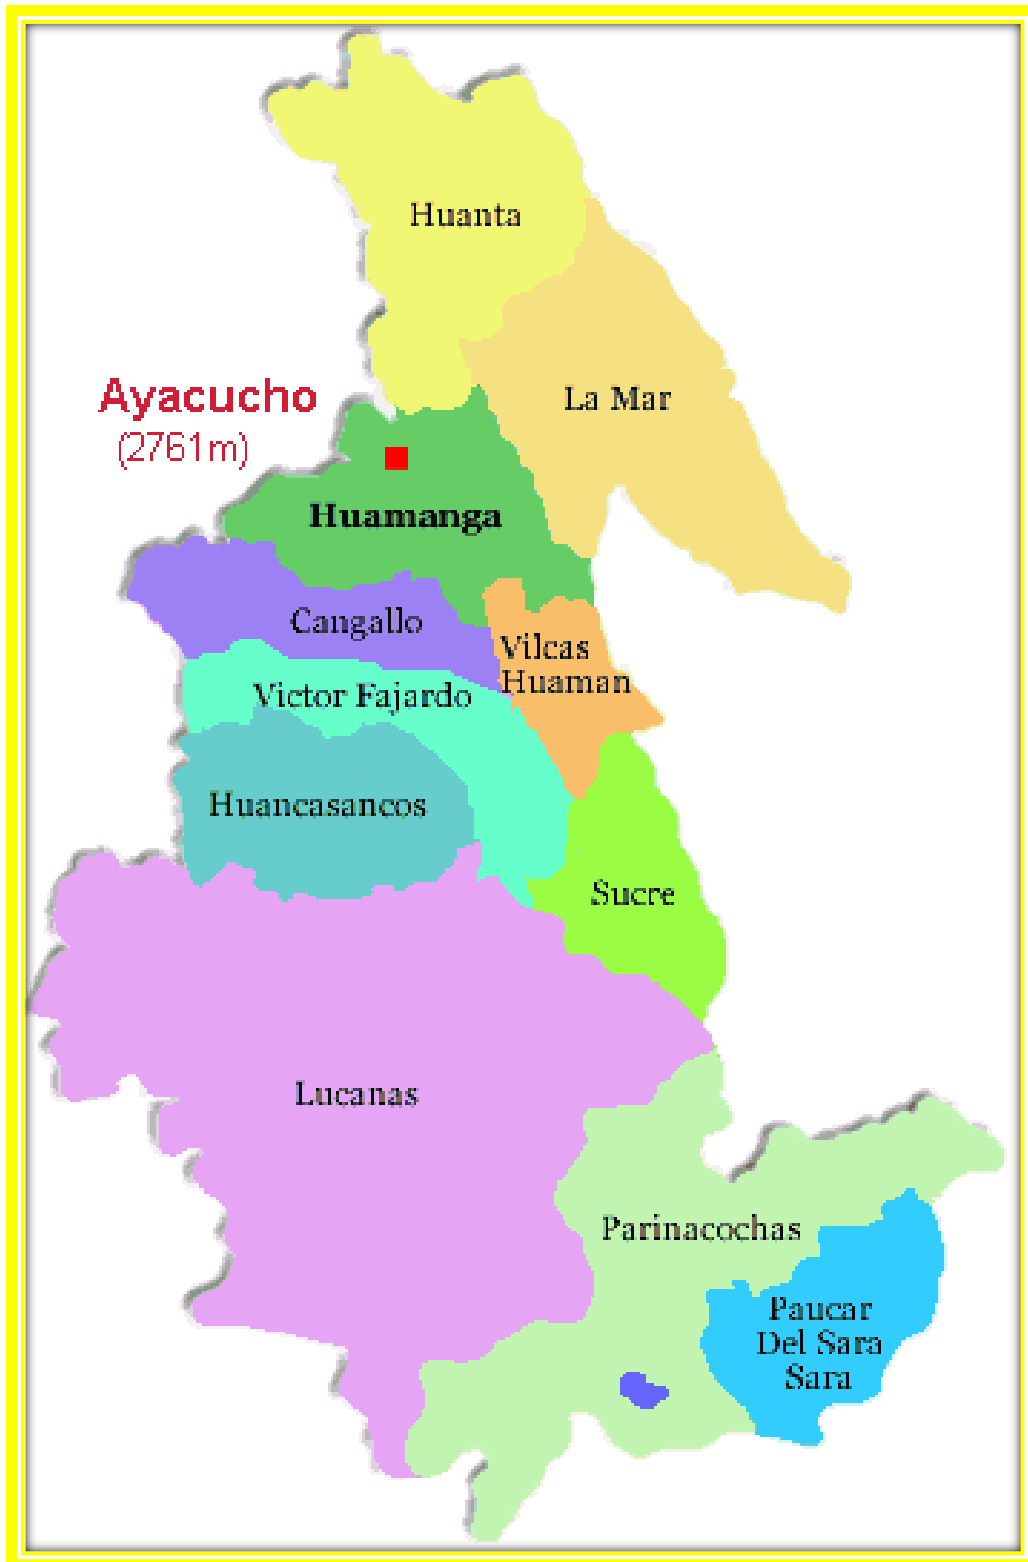 Huanta
Ayacucho
(2761m)
La Mar
Huamanga
Cangallo
Vilcas
Huaman
Victor Fajardo
Huancasancos
Sucre
Lucanas
Parinacochas
Paucar
Del Sara
Sara